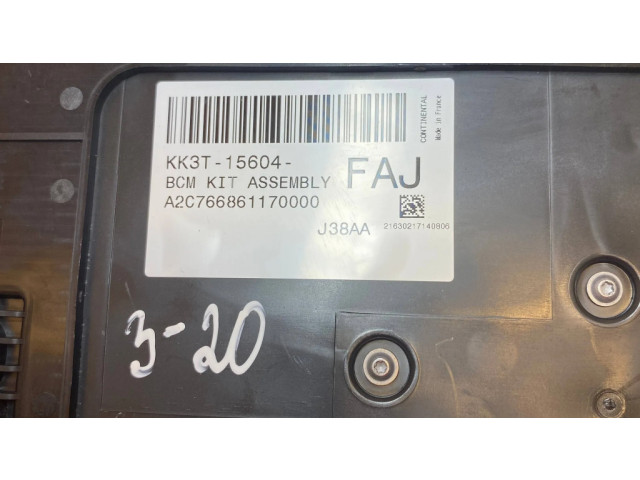 KK3T-15604-
BCM KIT ASSEMBLY FAJ
A2C766861170000
J38AA
21630217140806
CONTINENTAL
Made in France
3-20